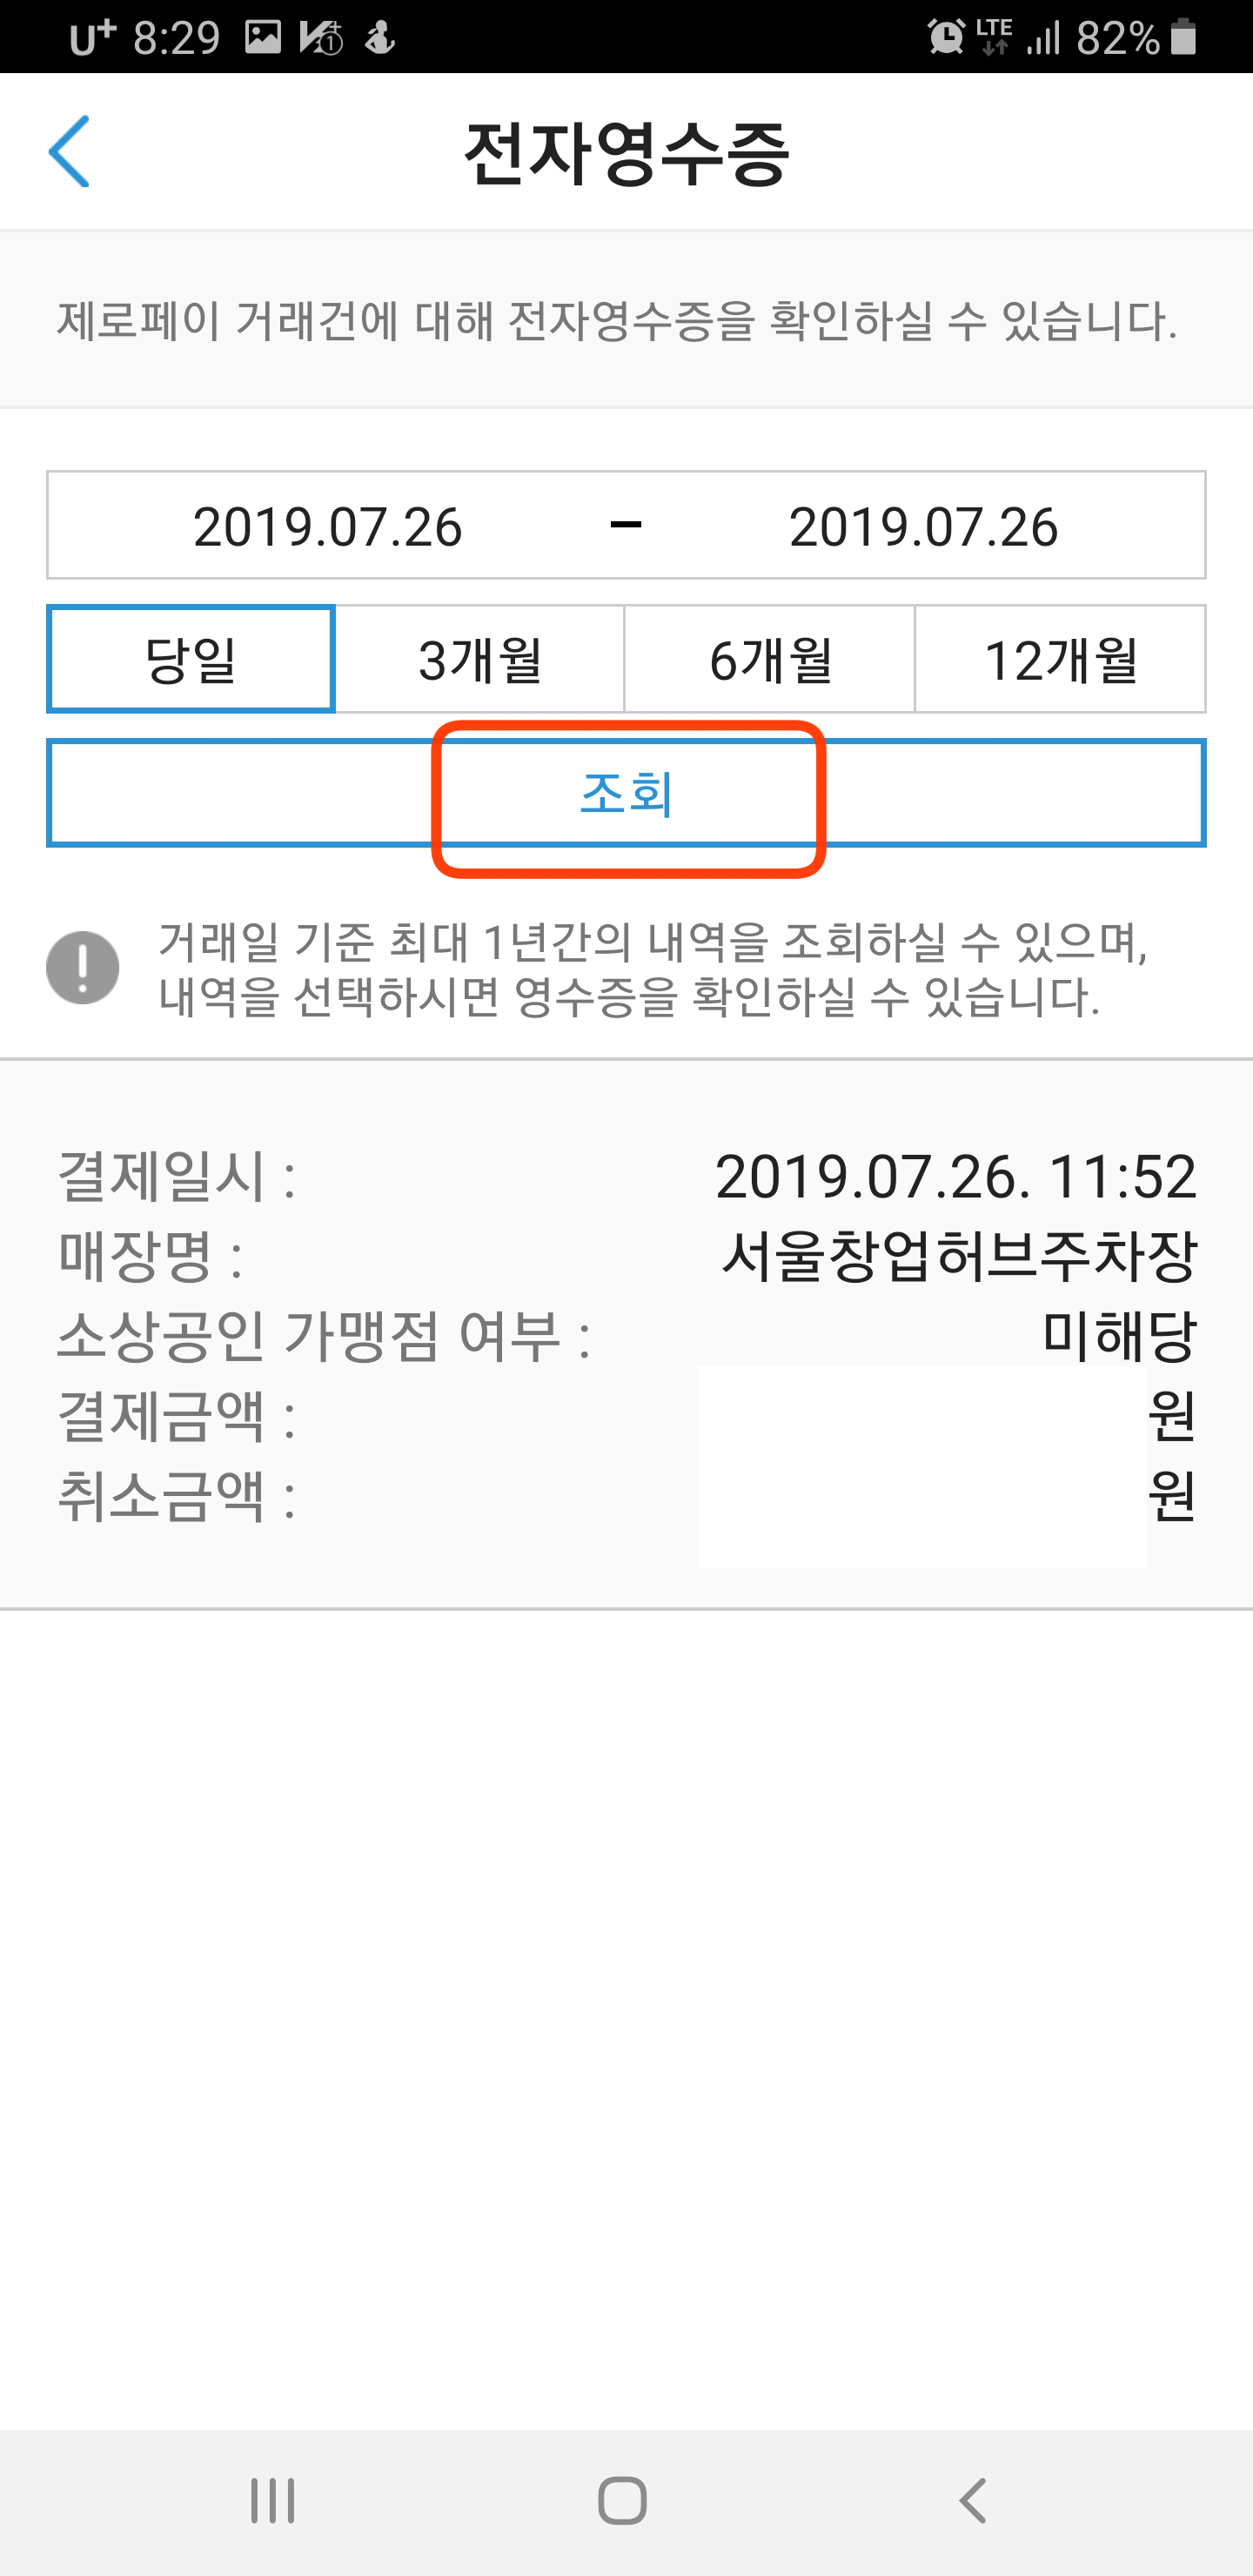 U+ 8:29 LTE 82%
전자영수증
제로페이 거래건에 대해 전자영수증을 확인하실 수 있습니다.
2019.07.26 – 2019.07.26
당일 3개월 6개월 12개월
조회
거래일 기준 최대 1년간의 내역을 조회하실 수 있으며,
내역을 선택하시면 영수증을 확인하실 수 있습니다.
결제일시 : 2019.07.26. 11:52
매장명 : 서울창업허브주차장
소상공인 가맹점 여부 : 미해당
결제금액 : 원
취소금액 : 원